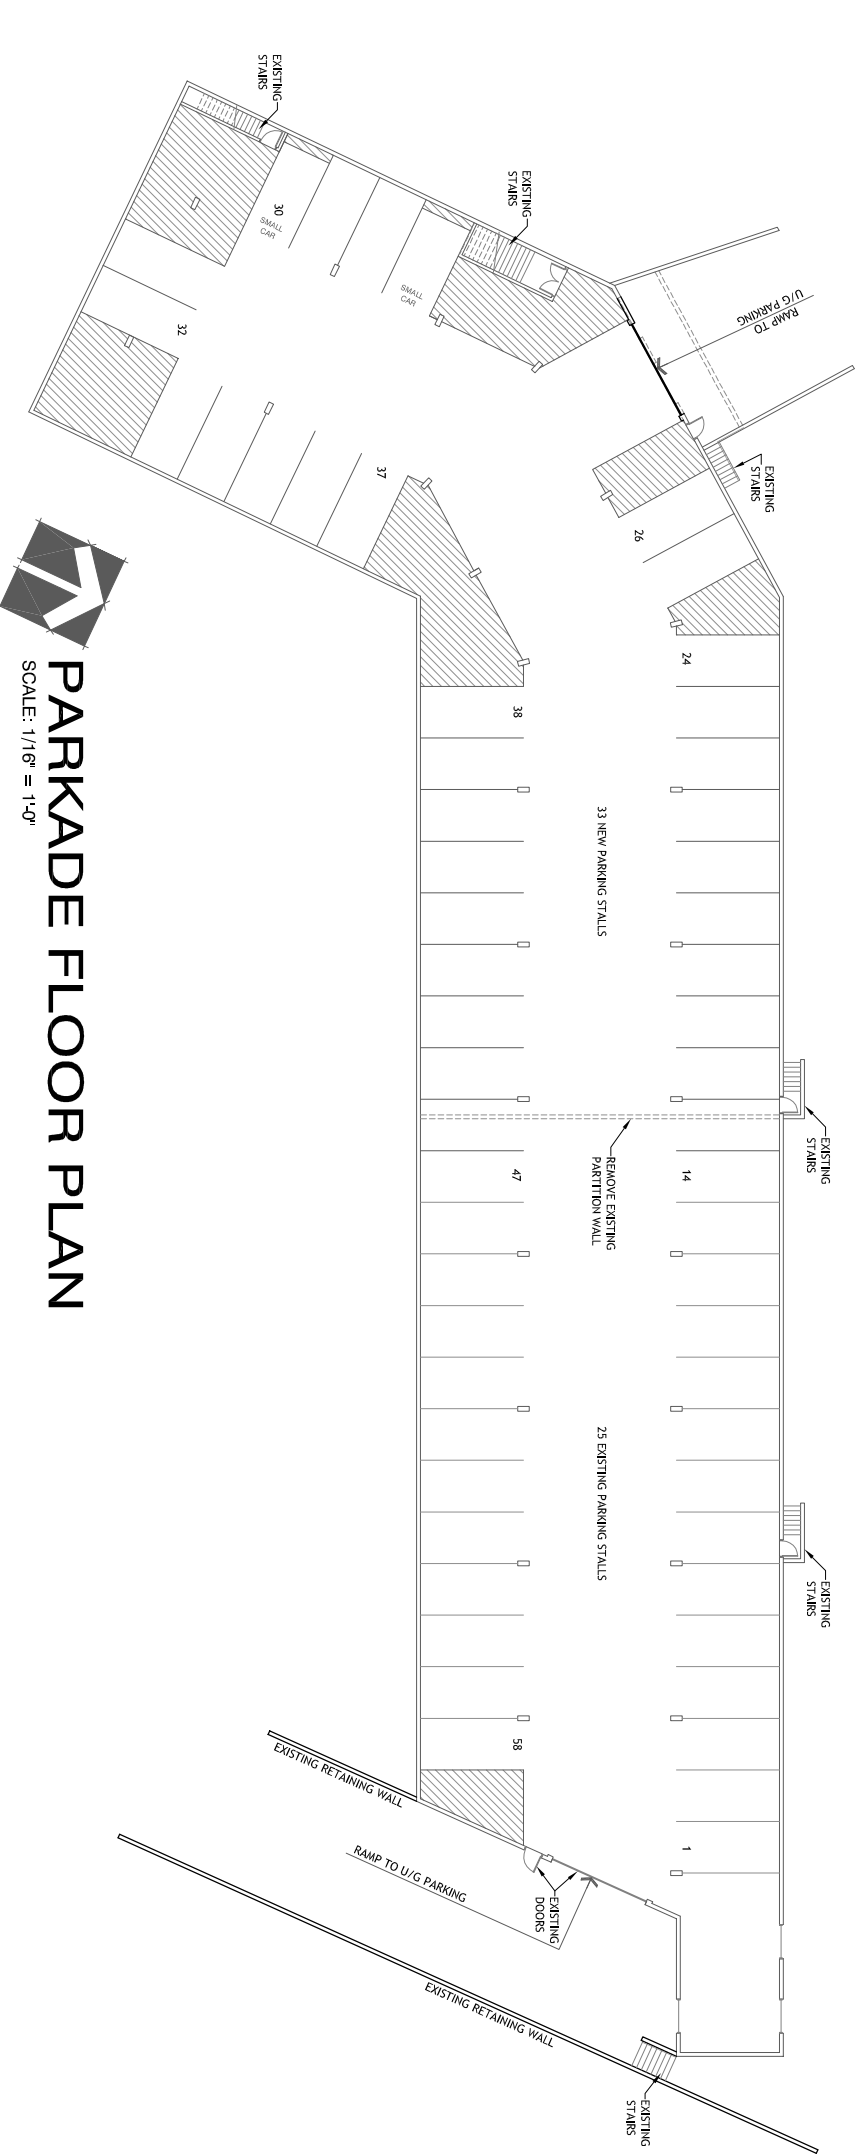 EXISTING
STAIRS
EXISTING
STAIRS
RAMP TO
U/G PARKING
30
SMALL
CAR
SMALL
CAR
32
37
EXISTING
STAIRS
26
24
38
33 NEW PARKING STALLS
EXISTING
STAIRS
REMOVE EXISTING
PARTITION WALL
47
14
25 EXISTING PARKING STALLS
EXISTING
STAIRS
58
1
EXISTING RETAINING WALL
RAMP TO U/G PARKING
EXISTING
DOORS
EXISTING RETAINING WALL
EXISTING
STAIRS
PARKADE FLOOR PLAN
SCALE: 1/16" = 1'-0"